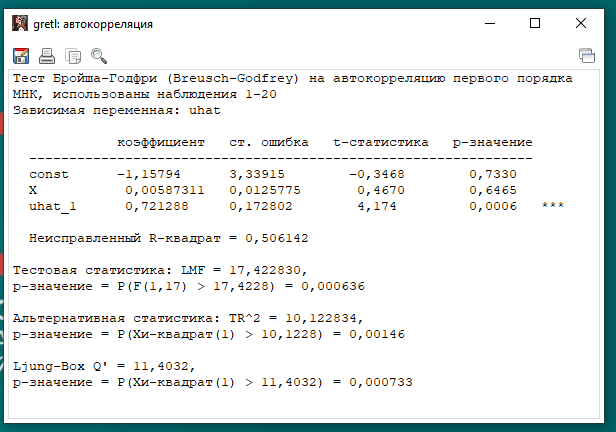 gretl: автокорреляция
Тест Бройша-Годфри (Breusch-Godfrey) на автокорреляцию первого порядка
МНК, использованы наблюдения 1-20
Зависимая переменная: uhat
коэффициент ст. ошибка t-статистика p-значение
---------------------------------------------------------------
const -1,15794 3,33915 -0,3468 0,7330
X 0,00587311 0,0125775 0,4670 0,6465
uhat_1 0,721288 0,172802 4,174 0,0006 ***
Неисправленный R-квадрат = 0,506142
Тестовая статистика: LMF = 17,422830,
p-значение = P(F(1,17) > 17,4228) = 0,000636
Альтернативная статистика: TR^2 = 10,122834,
p-значение = P(Хи-квадрат(1) > 10,1228) = 0,00146
Ljung-Box Q' = 11,4032,
p-значение = P(Хи-квадрат(1) > 11,4032) = 0,000733